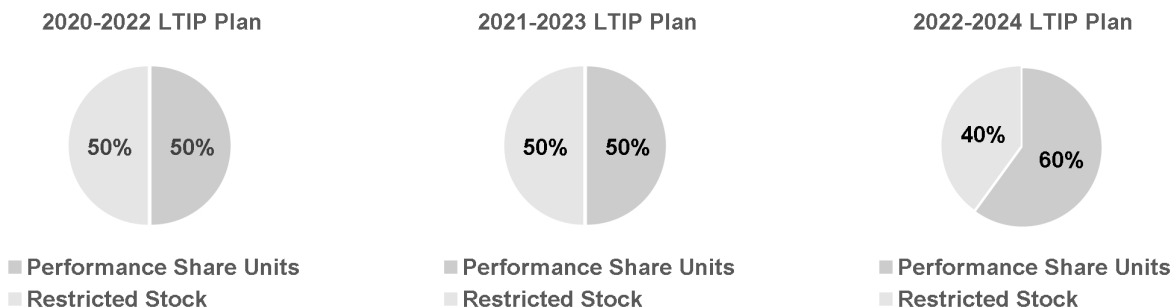 2020-2022 LTIP Plan
50% 50%
Performance Share Units
Restricted Stock
2021-2023 LTIP Plan
50% 50%
Performance Share Units
Restricted Stock
2022-2024 LTIP Plan
40%
60%
Performance Share Units
Restricted Stock